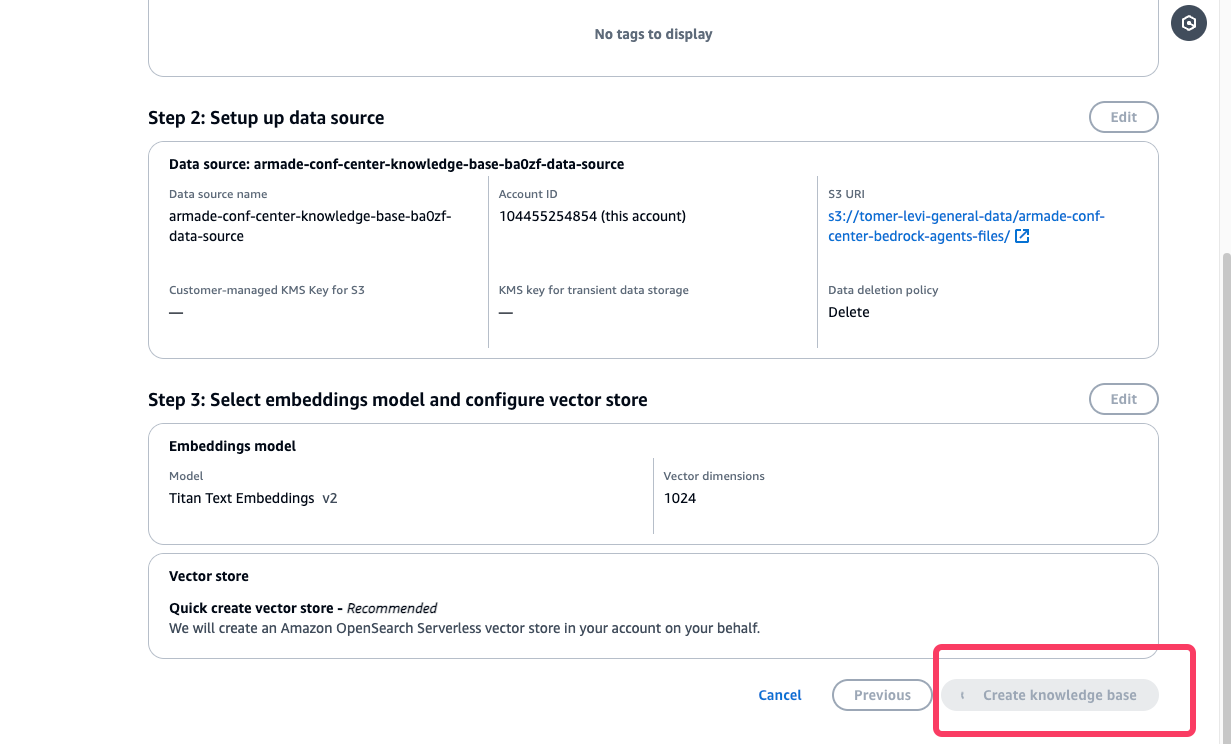 No tags to display
Step 2: Setup up data source
Edit
Data source: armade-conf-center-knowledge-base-ba0zf-data-source
Data source name
armade-conf-center-knowledge-base-ba0zf-
data-source
Account ID
104455254854 (this account)
S3 URI
s3://tomer-levi-general-data/armade-conf-
center-bedrock-agents-files/
Customer-managed KMS Key for S3
—
KMS key for transient data storage
—
Data deletion policy
Delete
Step 3: Select embeddings model and configure vector store
Edit
Embeddings model
Model
Titan Text Embeddings v2
Vector dimensions
1024
Vector store
Quick create vector store - Recommended
We will create an Amazon OpenSearch Serverless vector store in your account on your behalf.
Cancel
Previous
Create knowledge base